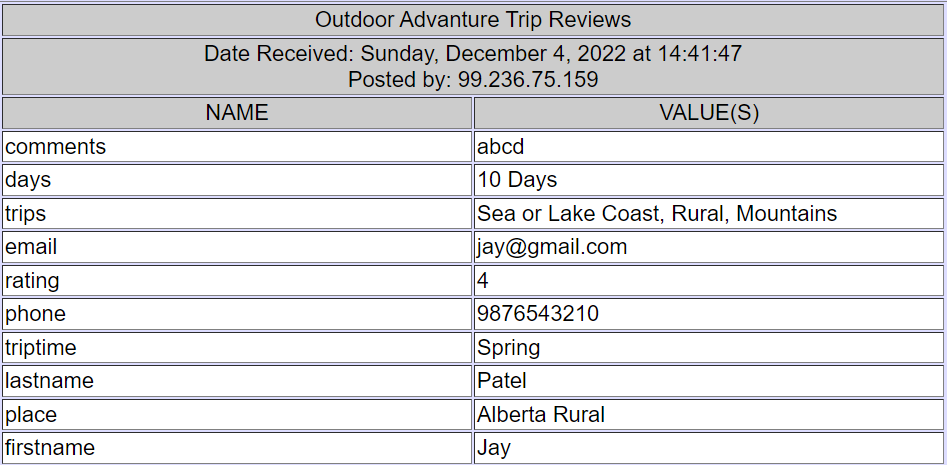 Outdoor Advanture Trip Reviews
Date Received: Sunday, December 4, 2022 at 14:41:47
Posted by: 99.236.75.159
NAME VALUE(S)
comments abcd
days 10 Days
trips Sea or Lake Coast, Rural, Mountains
email jay@gmail.com
rating 4
phone 9876543210
triptime Spring
lastname Patel
place Alberta Rural
firstname Jay